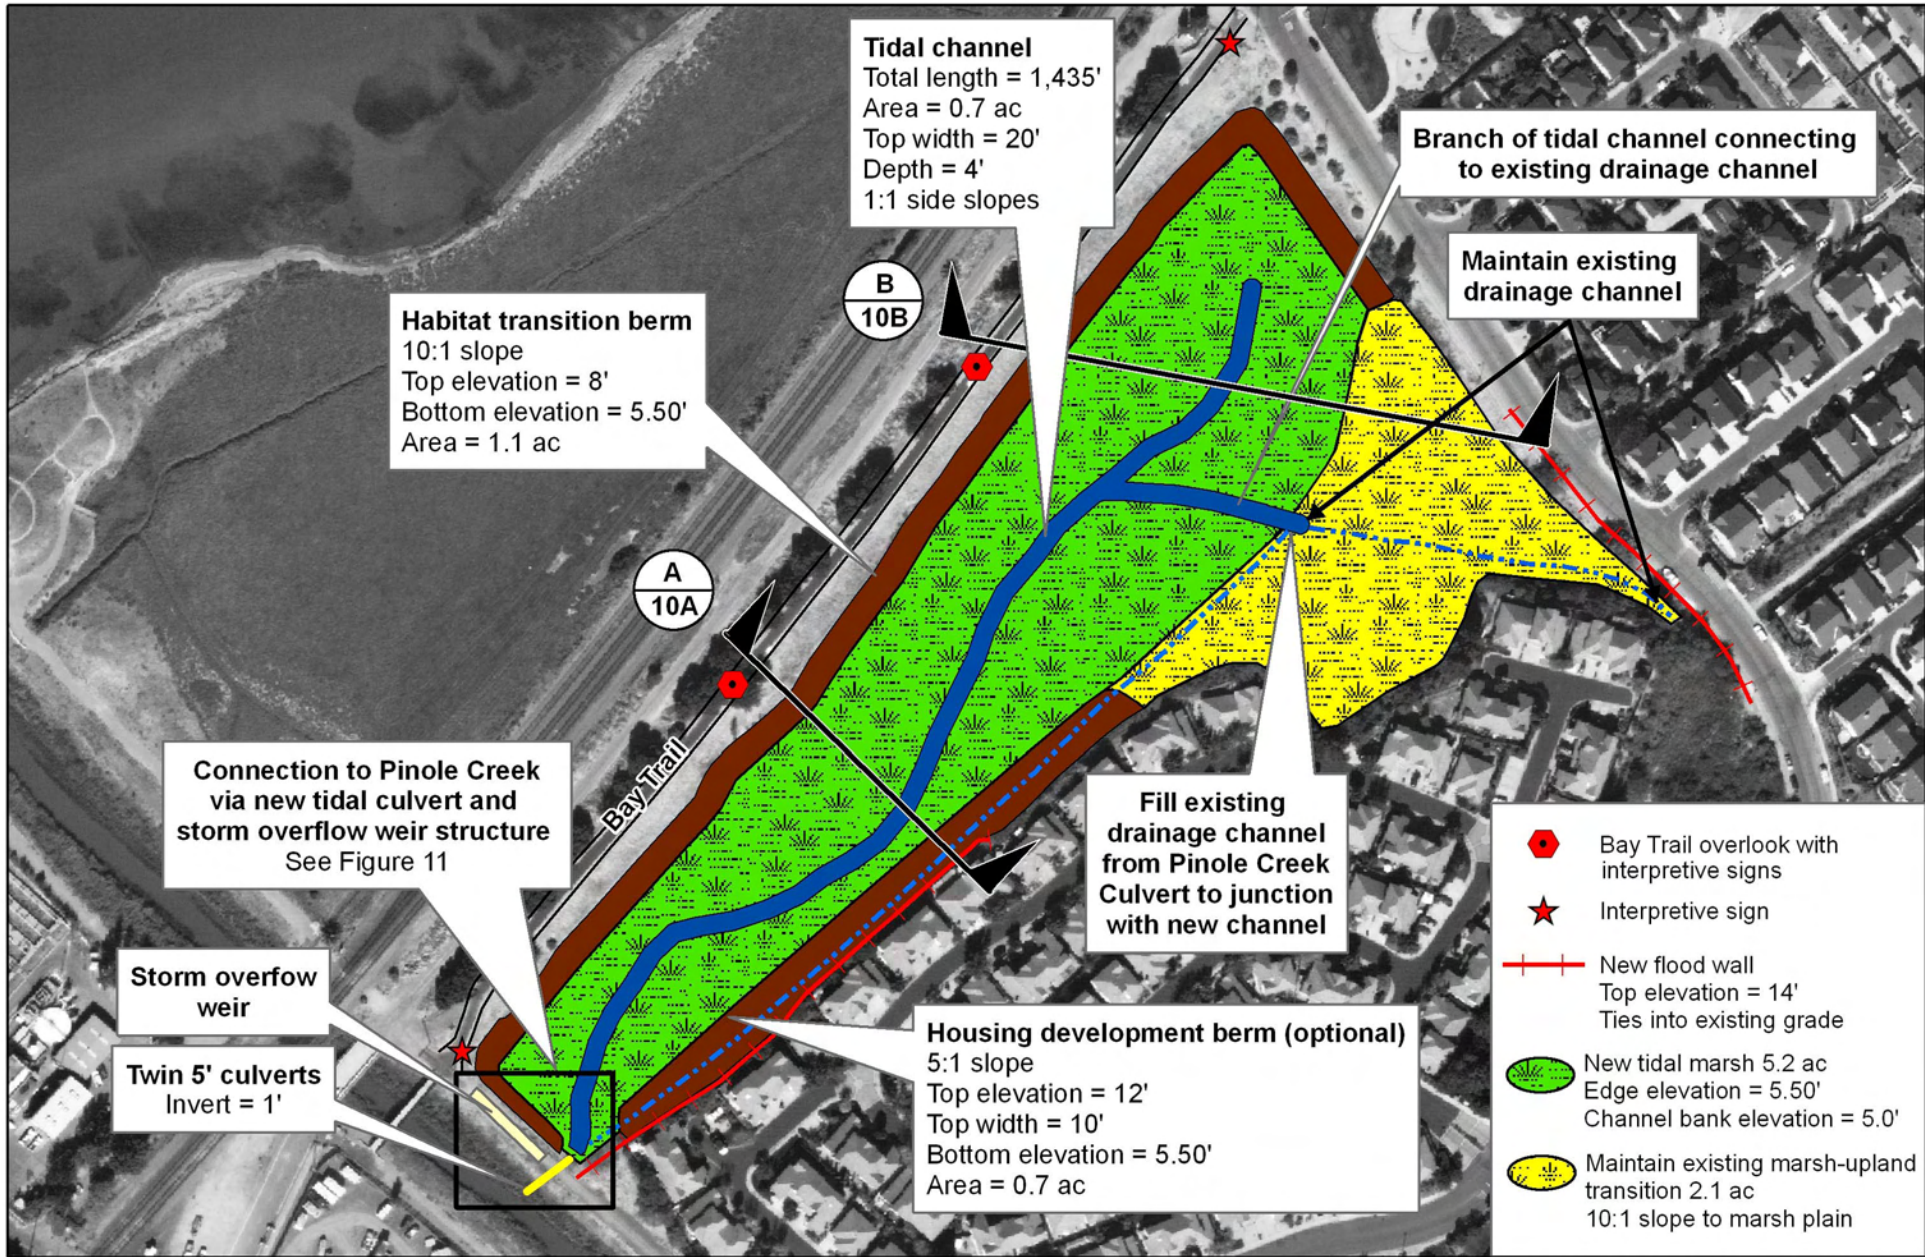 Tidal channel
Total length = 1,435'
Area = 0.7 ac
Top width = 20'
Depth = 4'
1:1 side slopes
Branch of tidal channel connecting
to existing drainage channel
Maintain existing
drainage channel
B
10B
Habitat transition berm
10:1 slope
Top elevation = 8'
Bottom elevation = 5.50'
Area = 1.1 ac
A
10A
Bay Trail
Connection to Pinole Creek
via new tidal culvert and
storm overflow weir structure
See Figure 11
Fill existing
drainage channel
from Pinole Creek
Culvert to junction
with new channel
Storm overfow
weir
Twin 5' culverts
Invert = 1'
Housing development berm (optional)
5:1 slope
Top elevation = 12'
Top width = 10'
Bottom elevation = 5.50'
Area = 0.7 ac
Bay Trail overlook with
interpretive signs
Interpretive sign
New flood wall
Top elevation = 14'
Ties into existing grade
New tidal marsh 5.2 ac
Edge elevation = 5.50'
Channel bank elevation = 5.0'
Maintain existing marsh-upland
transition 2.1 ac
10:1 slope to marsh plain